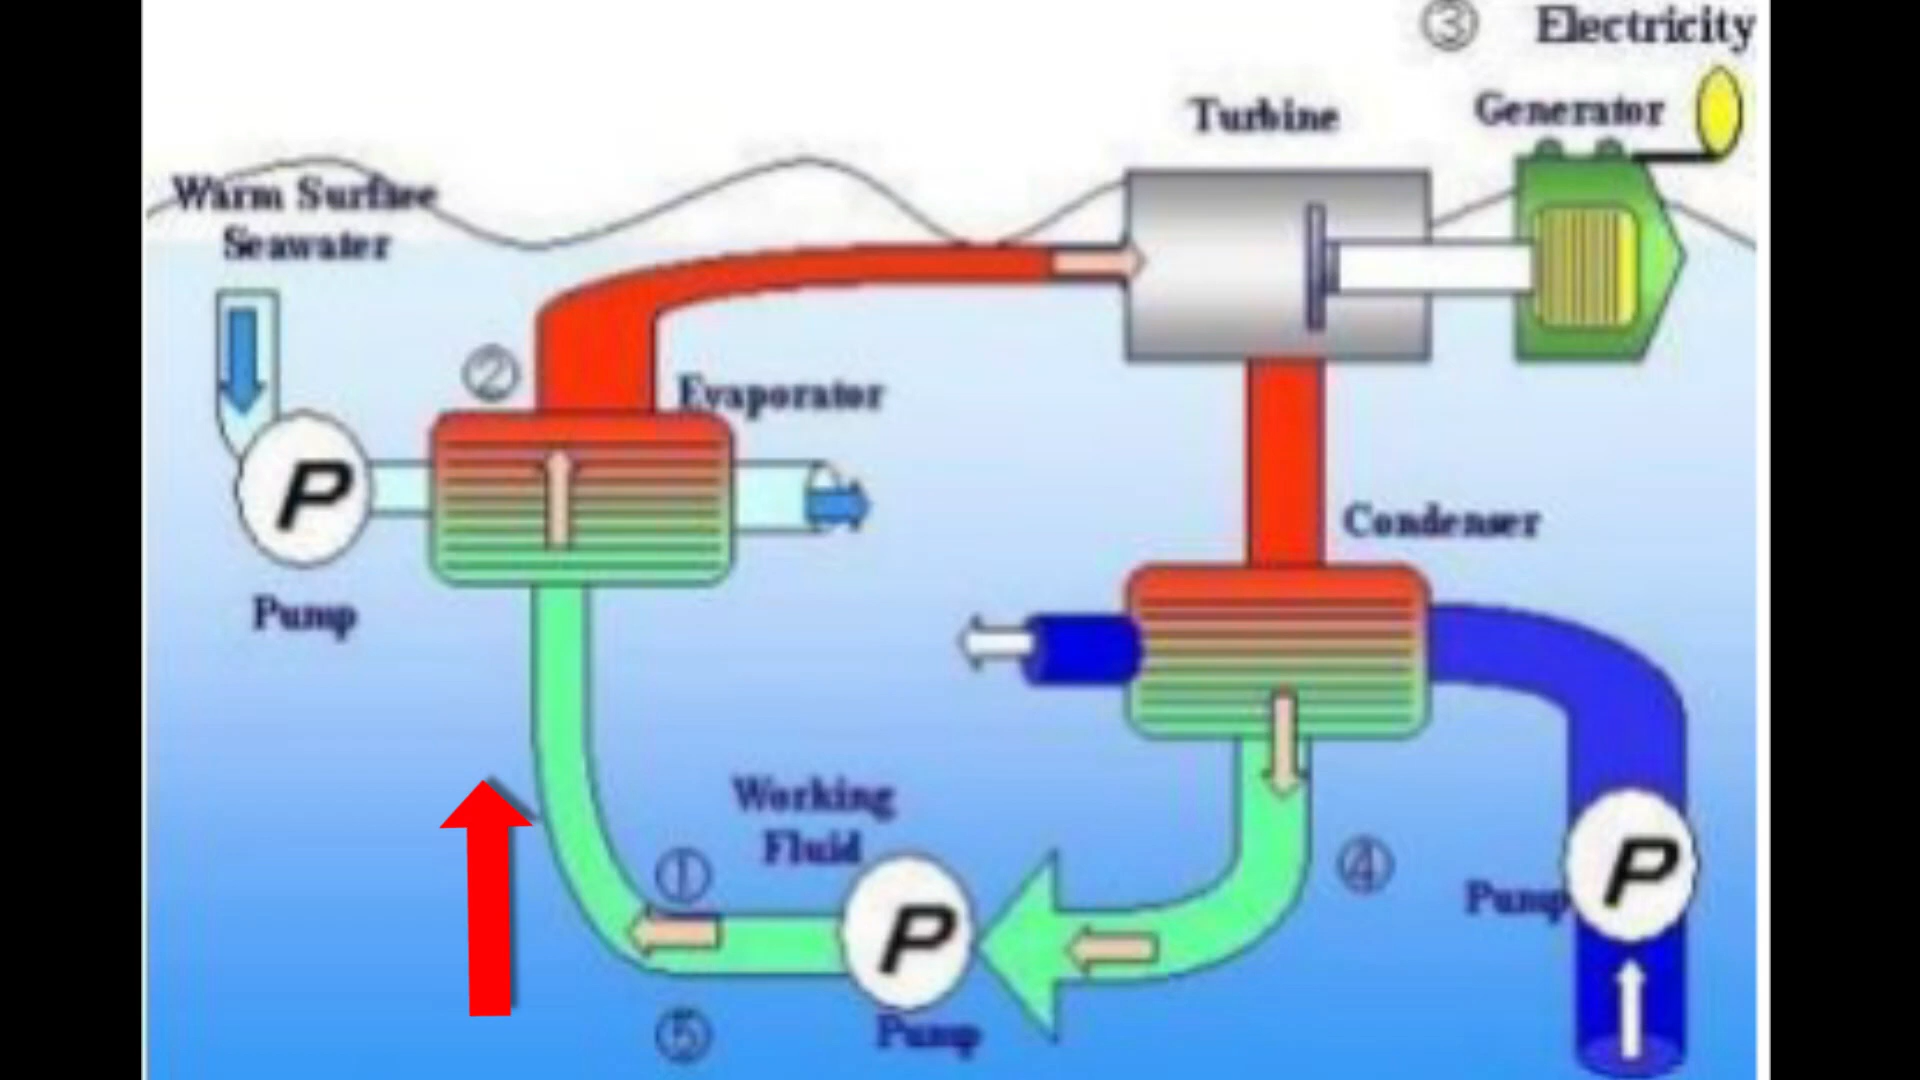 ③ Electricity
Turbine
Generator
Warm Surface
Seawater
②
Evaporator
P
Condenser
Pump
Working
Fluid
①
P
④
Pump
P
⑤
Pump